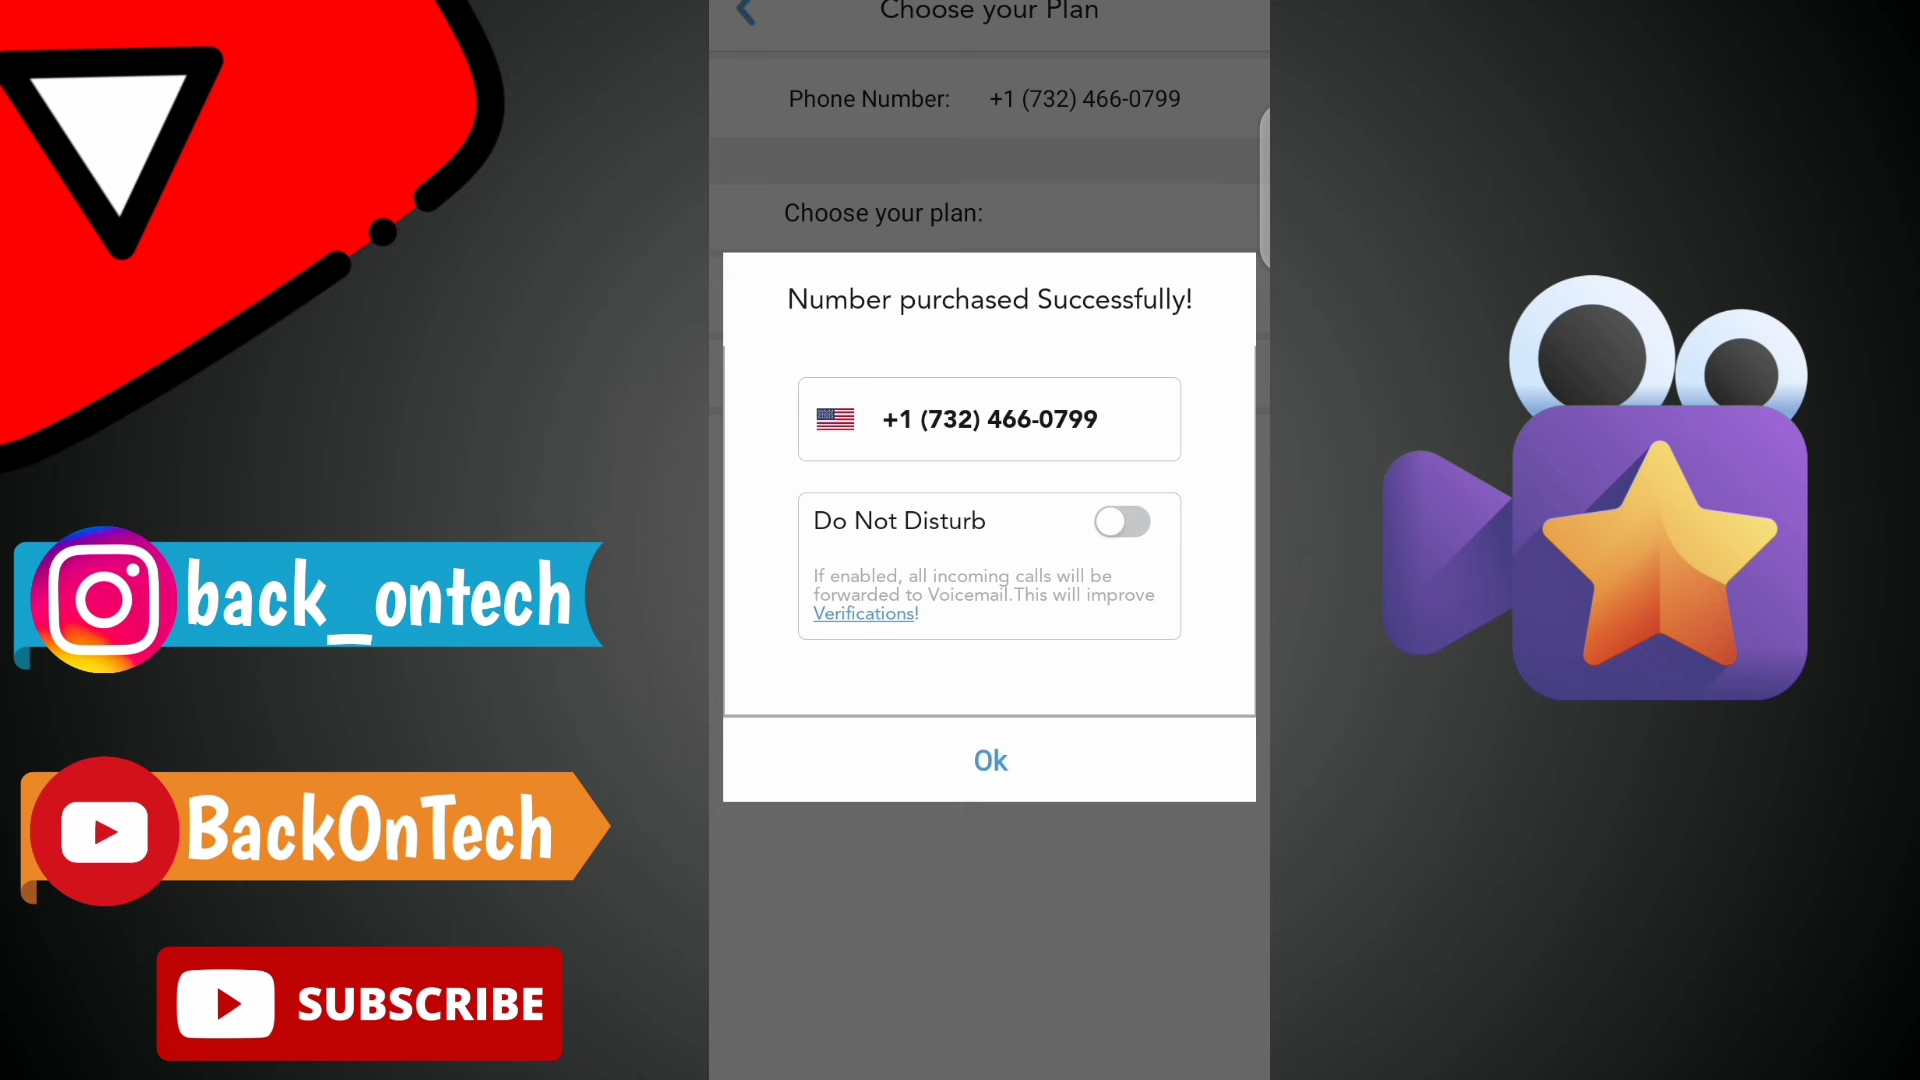 Choose your Plan
Phone Number: +1 (732) 466-0799
Choose your plan:
Number purchased Successfully!
+1 (732) 466-0799
Do Not Disturb
If enabled, all incoming calls will be
forwarded to Voicemail.This will improve
Verifications!
Ok
back_ontech
BackOnTech
SUBSCRIBE